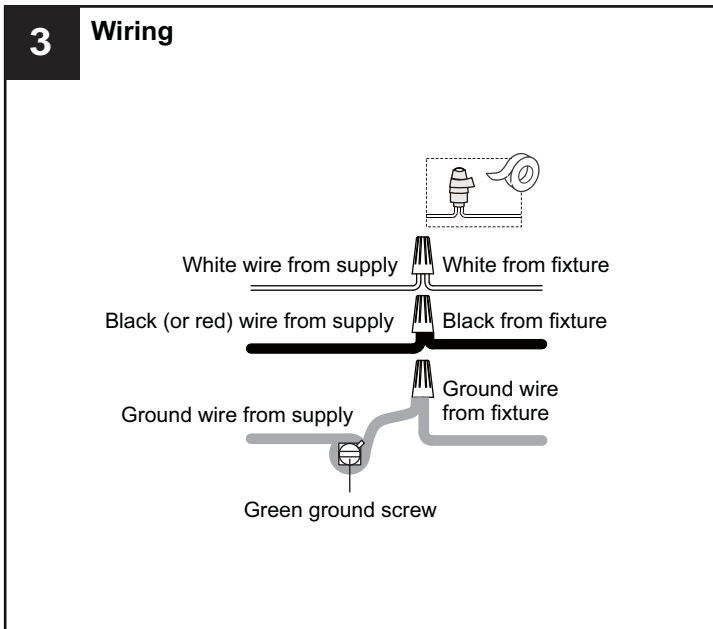 3
Wiring
White wire from supply
White from fixture
Black (or red) wire from supply
Black from fixture
Ground wire from supply
Ground wire
from fixture
Green ground screw